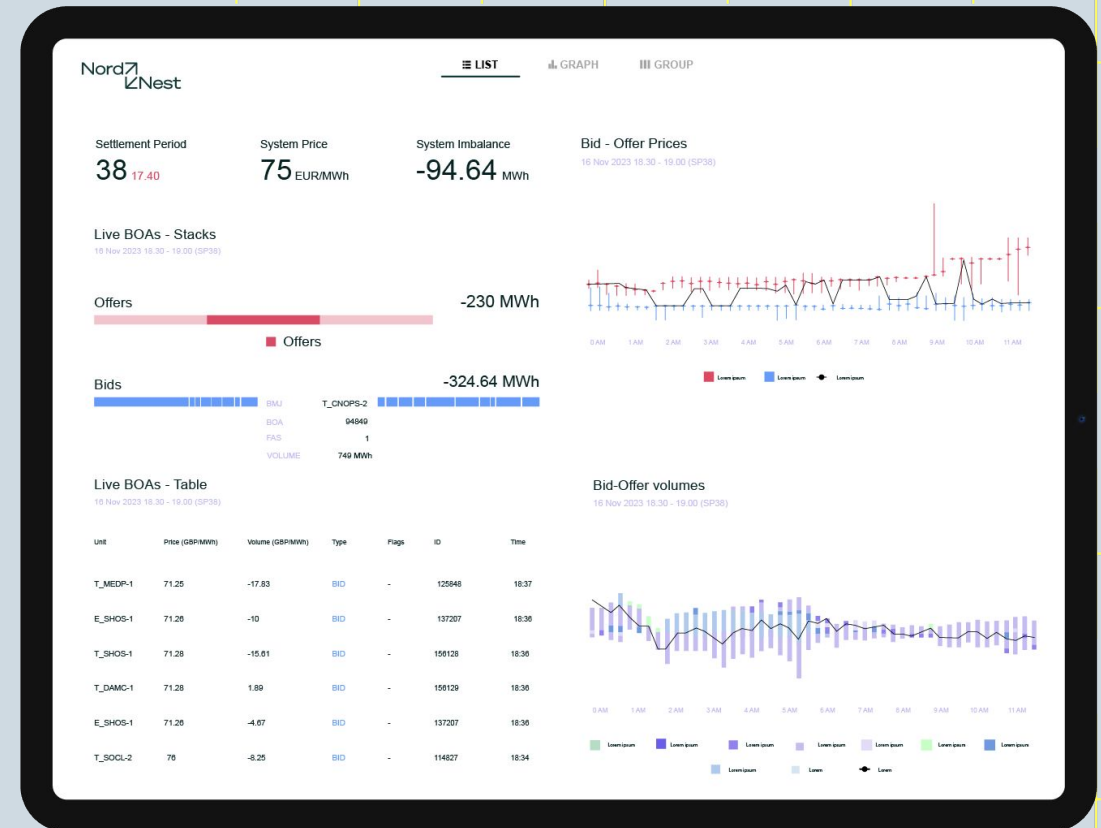 Nord
Nest
LIST
GRAPH
GROUP
Settlement Period
38 17.40
System Price
75 EUR/MWh
System Imbalance
-94.64 MWh
Live BOAs - Stacks
16 Nov 2023 18.30 - 19.00 (SP38)
Offers
-230 MWh
Offers
Bids
-324.64 MWh
BMJ T_CNOPS-2
BOA 94849
FAS 1
VOLUME 749 MWh
Live BOAs - Table
16 Nov 2023 18.30 - 19.00 (SP38)
Unit Price (GBP/MWh) Volume (GBP/MWh) Type Flags ID Time
T_MEDP-1 71.25 -17.83 BID - 125848 18:37
E_SHOS-1 71.26 -10 BID - 137207 18:36
T_SHOS-1 71.28 -15.61 BID - 156128 18:36
T_DAMC-1 71.28 1.89 BID - 156129 18:36
E_SHOS-1 71.26 -4.67 BID - 137207 18:36
T_SOCL-2 76 -8.25 BID - 114827 18:34
Bid - Offer Prices
16 Nov 2023 18.30 - 19.00 (SP38)
0 AM 1 AM 2 AM 3 AM 4 AM 5 AM 6 AM 7 AM 8 AM 9 AM 10 AM 11 AM
Lorem ipsum Lorem ipsum Lorem ipsum
Bid-Offer volumes
16 Nov 2023 18.30 - 19.00 (SP38)
0 AM 1 AM 2 AM 3 AM 4 AM 5 AM 6 AM 7 AM 8 AM 9 AM 10 AM 11 AM
Lorem ipsum Lorem ipsum Lorem ipsum Lorem ipsum Lorem ipsum Lorem ipsum Lorem ipsum
Lorem ipsum Lorem Lorem